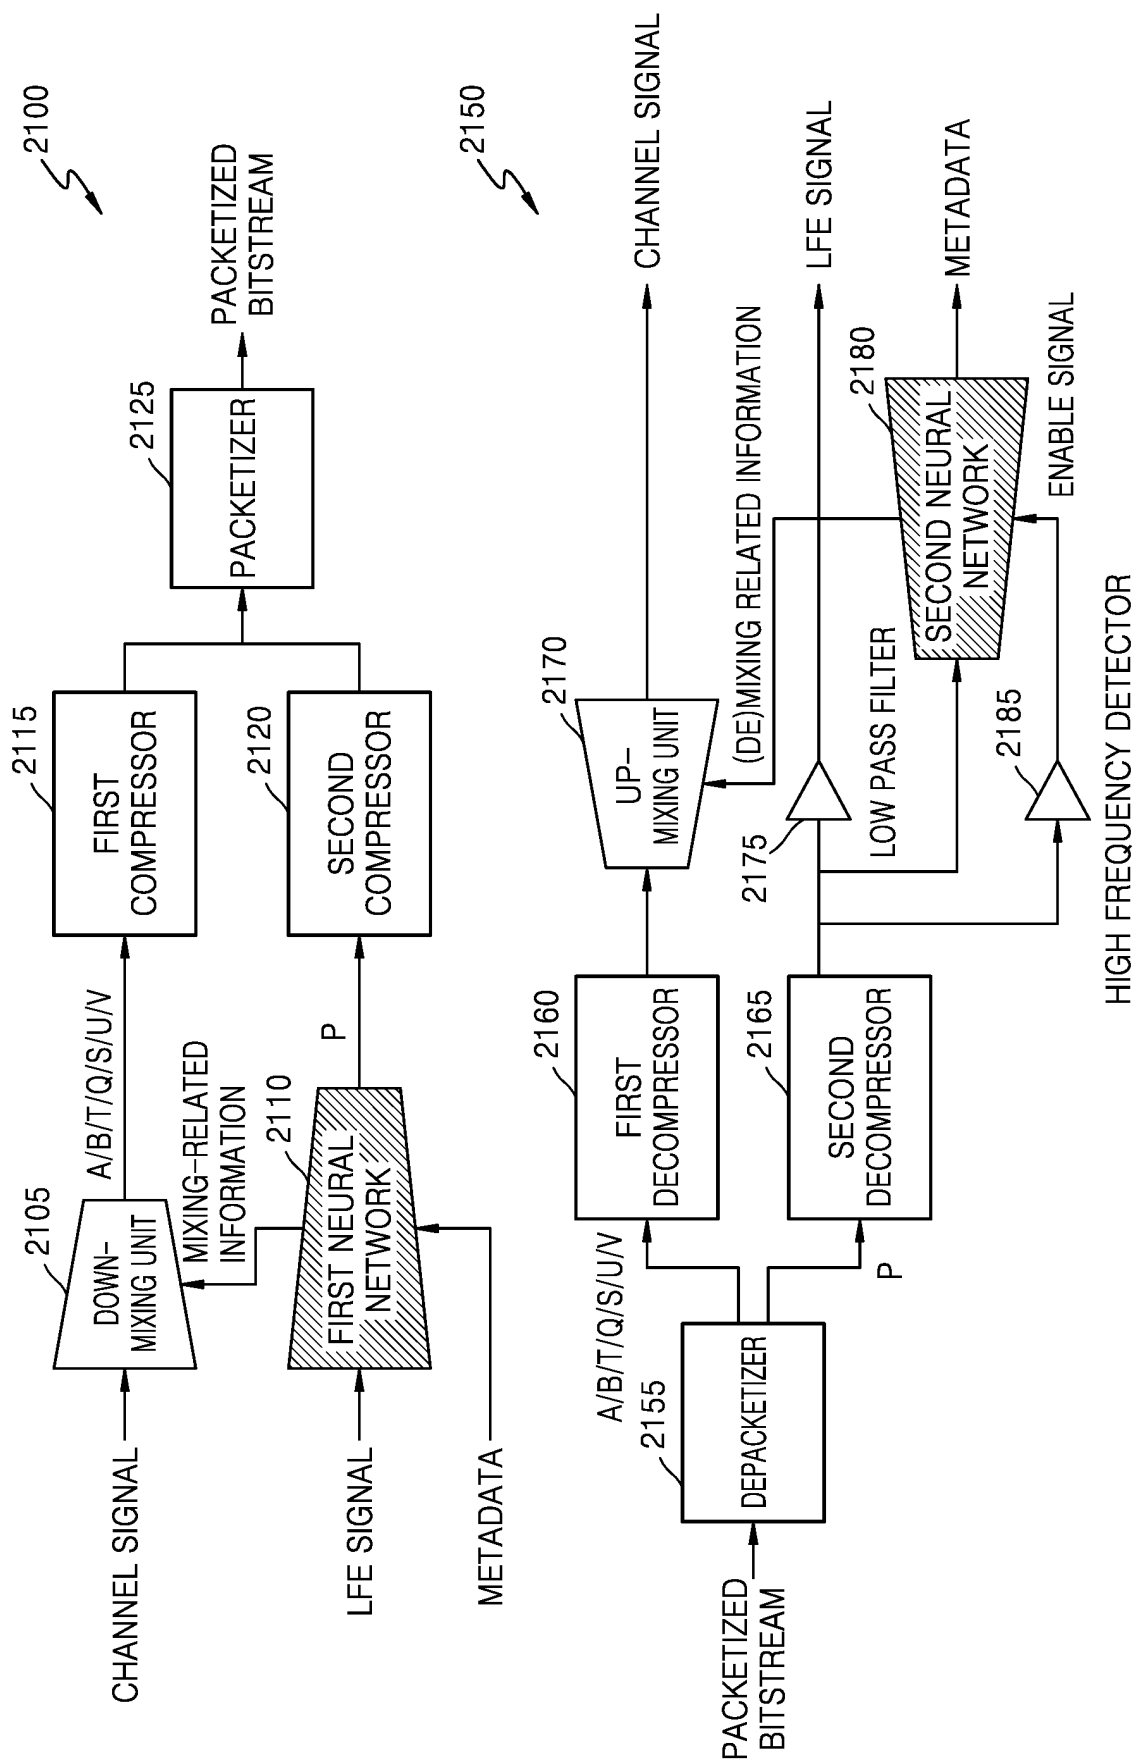 2100
CHANNEL SIGNAL
2105
DOWN-
MIXING UNIT
A/B/T/Q/S/U/V
2115
FIRST
COMPRESSOR
MIXING-RELATED
INFORMATION
LFE SIGNAL
2110
FIRST NEURAL
NETWORK
P
2120
SECOND
COMPRESSOR
METADATA
2125
PACKETIZER
PACKETIZED
BITSTREAM
2150
PACKETIZED
BITSTREAM
2155
DEPACKETIZER
A/B/T/Q/S/U/V
2160
FIRST
DECOMPRESSOR
2170
UP-
MIXING UNIT
CHANNEL SIGNAL
P
2165
SECOND
DECOMPRESSOR
(DE)MIXING RELATED INFORMATION
2175
LFE SIGNAL
LOW PASS FILTER
2180
SECOND NEURAL
NETWORK
METADATA
2185
ENABLE SIGNAL
HIGH FREQUENCY DETECTOR